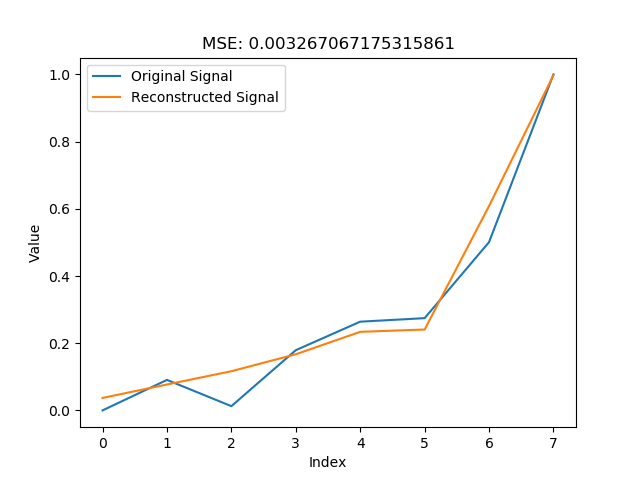 MSE: 0.003267067175315861
Original Signal
Reconstructed Signal
1.0
0.8
0.6
0.4
0.2
0.0
Value
0 1 2 3 4 5 6 7
Index